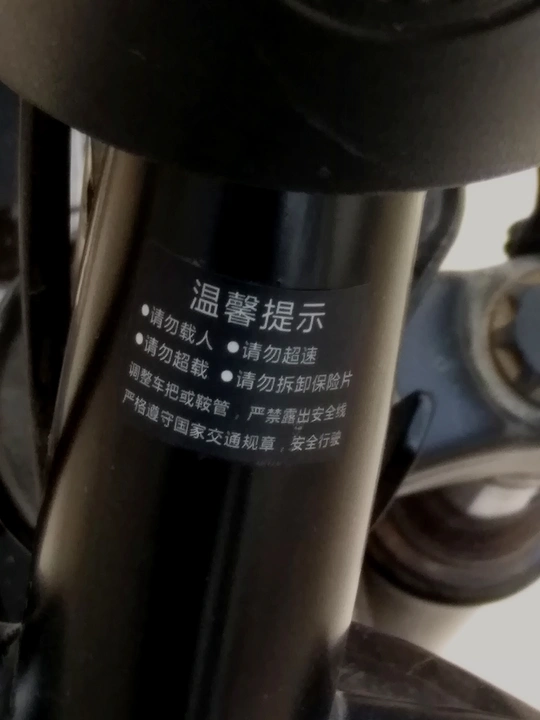 温馨提示
●请勿载人 ●请勿超速
●请勿超载 ●请勿拆卸保险片
调整车把或鞍管，严禁露出安全线
严格遵守国家交通规章，安全行驶